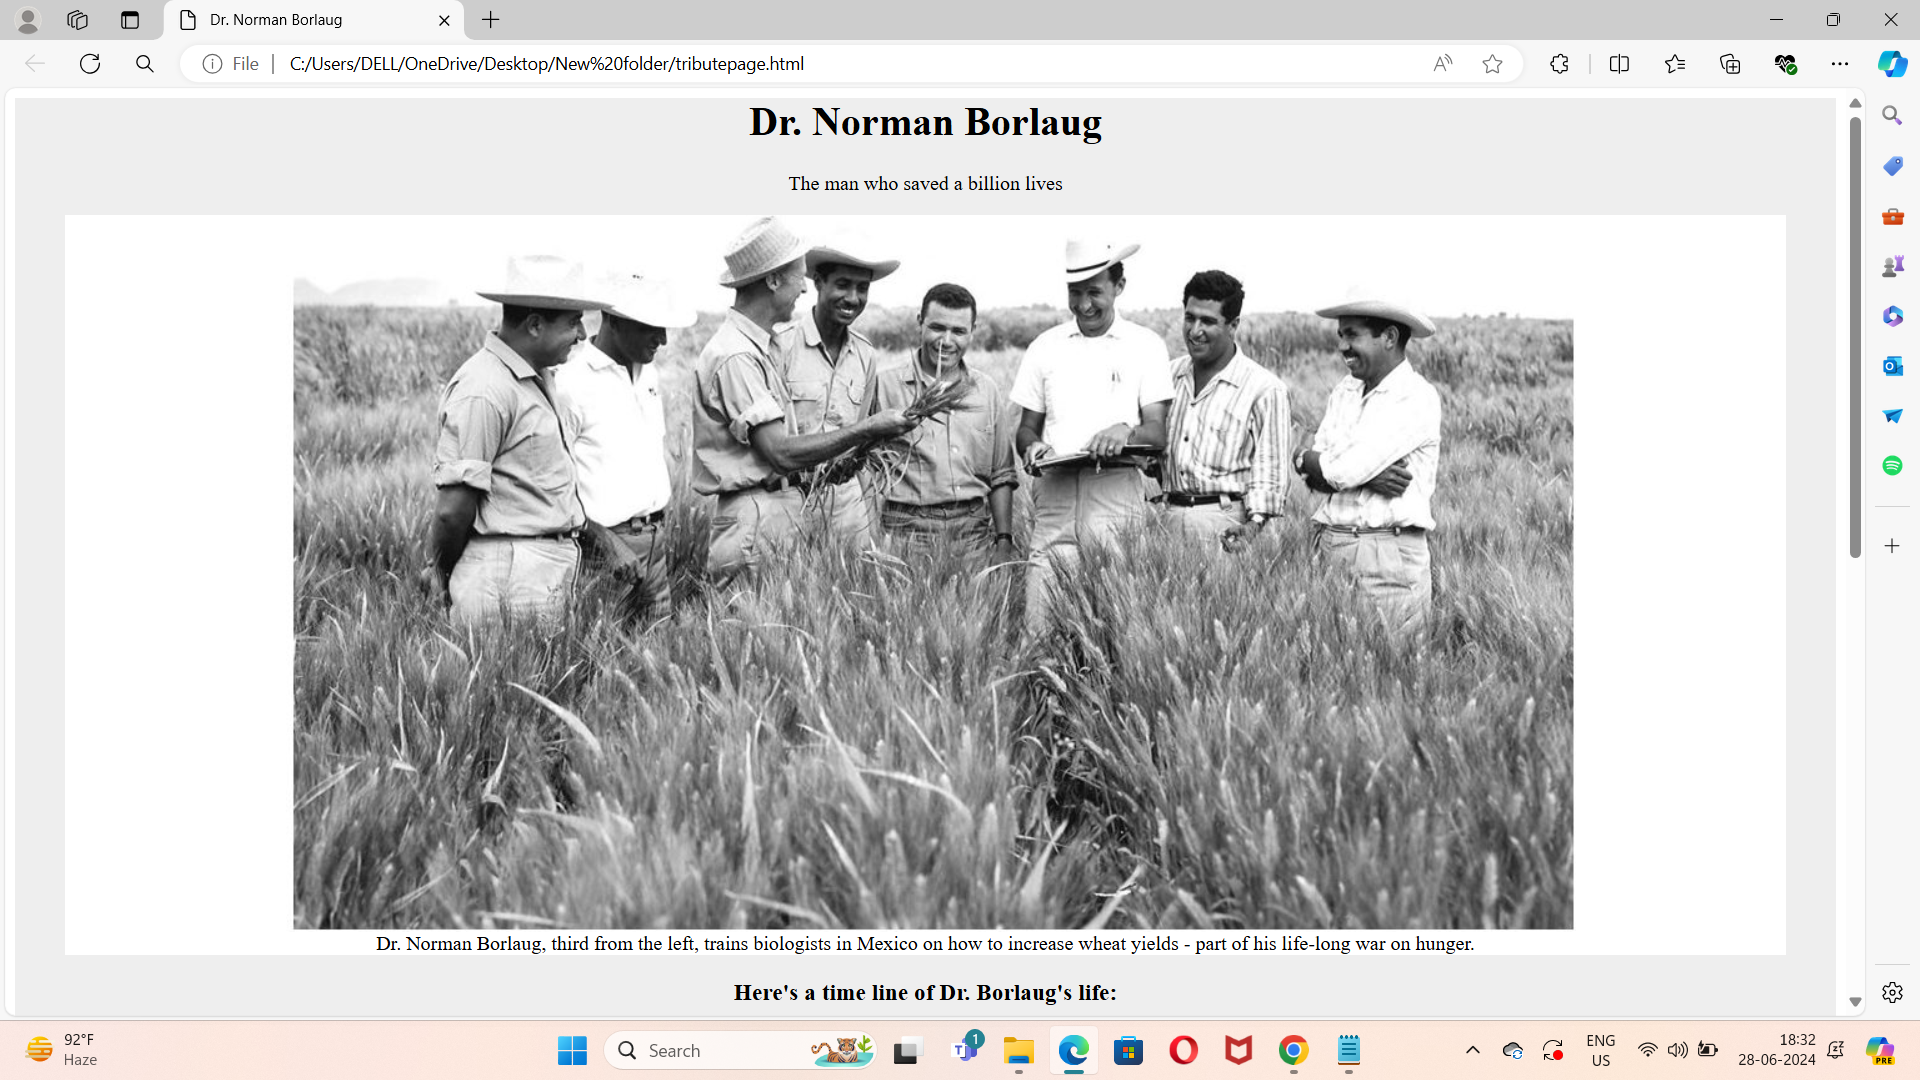 Dr. Norman Borlaug
File
C:/Users/DELL/OneDrive/Desktop/New%20folder/tributepage.html
Dr. Norman Borlaug
The man who saved a billion lives
Dr. Norman Borlaug, third from the left, trains biologists in Mexico on how to increase wheat yields - part of his life-long war on hunger.
Here's a time line of Dr. Borlaug's life:
92°F
Haze
Search
1
ENG
US
18:32
28-06-2024
PRE